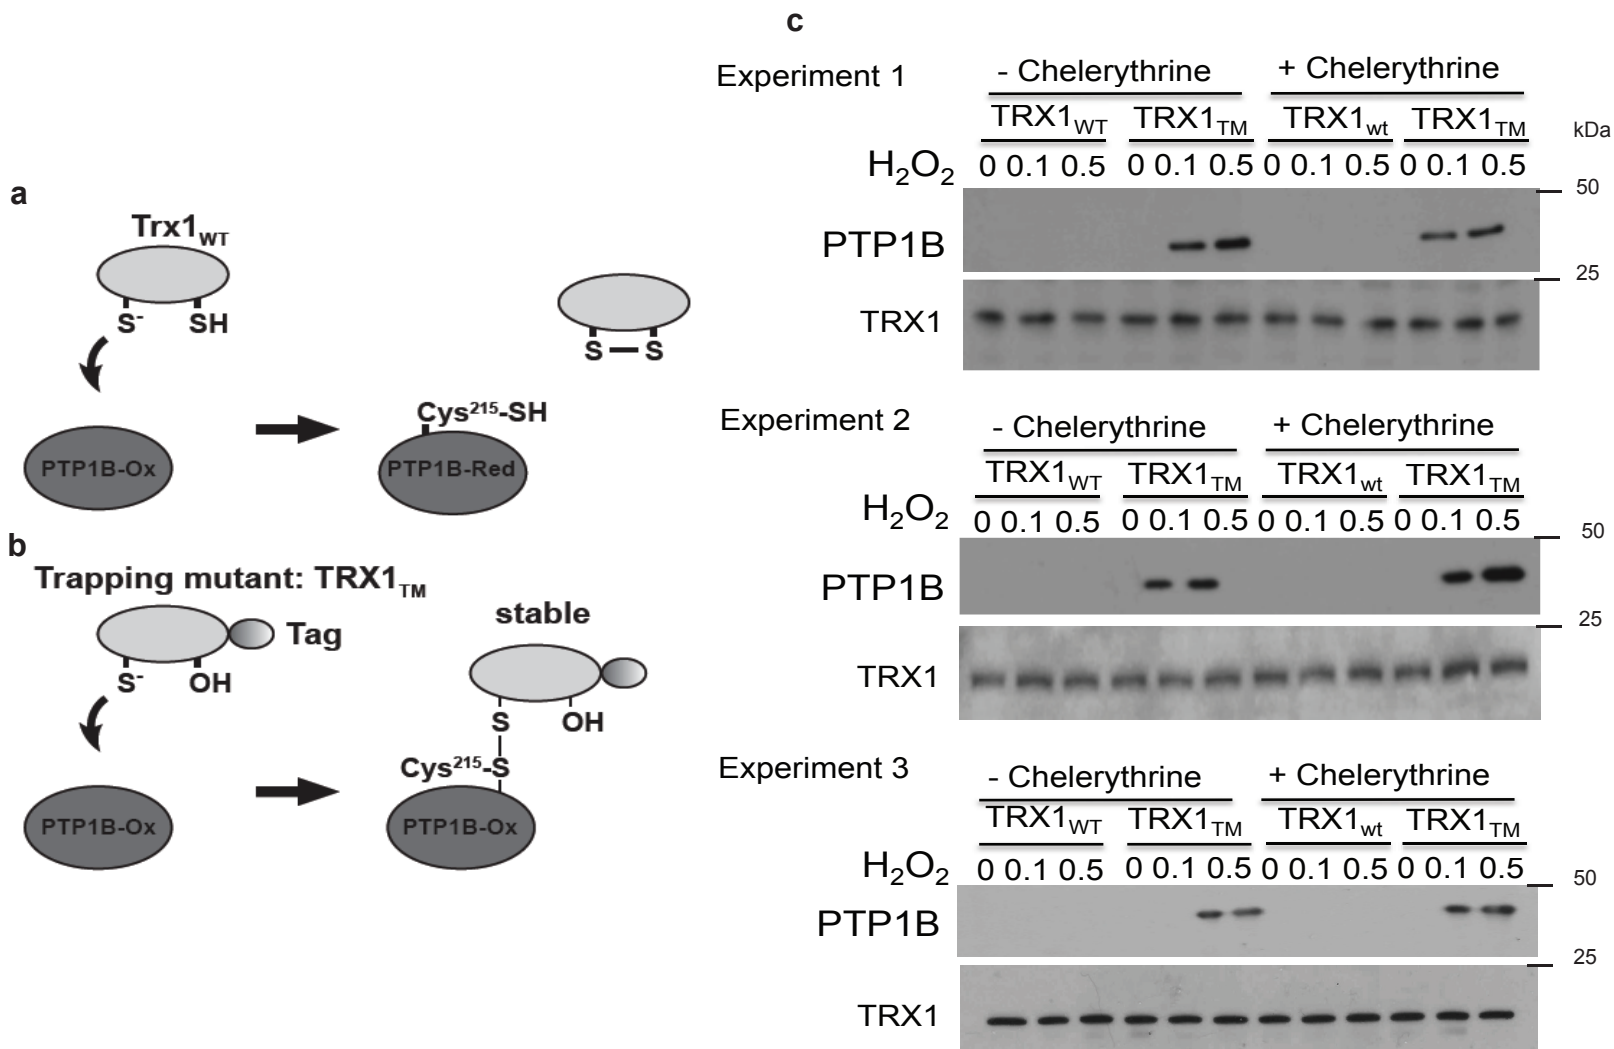 a
Trx1WT
S- SH
S S
Cys215-SH
PTP1B-Ox PTP1B-Red
b
Trapping mutant: TRX1TM
Tag
stable
S- OH
S OH
Cys215-S
PTP1B-Ox PTP1B-Ox
c
Experiment 1
- Chelerythrine + Chelerythrine
TRX1WT TRX1TM TRX1wt TRX1TM
kDa
H2O2 0 0.1 0.5 0 0.1 0.5 0 0.1 0.5 0 0.1 0.5
50
PTP1B
25
TRX1
Experiment 2
- Chelerythrine + Chelerythrine
TRX1WT TRX1TM TRX1wt TRX1TM
H2O2 0 0.1 0.5 0 0.1 0.5 0 0.1 0.5 0 0.1 0.5
50
PTP1B
25
TRX1
Experiment 3
- Chelerythrine + Chelerythrine
TRX1WT TRX1TM TRX1wt TRX1TM
H2O2 0 0.1 0.5 0 0.1 0.5 0 0.1 0.5 0 0.1 0.5
50
PTP1B
25
TRX1